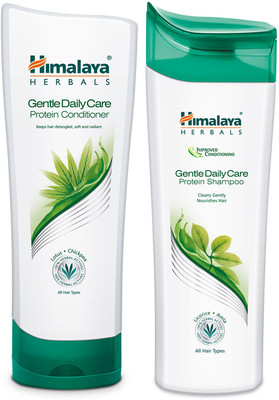 Himalaya®
HERBALS
Gentle Daily Care
Protein Conditioner
Keeps hair detangled, soft and radiant
Lotus • Chickpea
All Hair Types
Himalaya®
HERBALS
IMPROVED
CONDITIONING
Gentle Daily Care
Protein Shampoo
Cleans Gently
Nourishes Hair
Licorice • Amla
All Hair Types